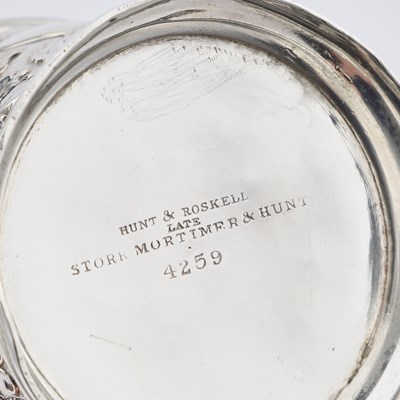 HUNT & ROSKELL
LATE
STORR MORTIMER & HUNT
4259